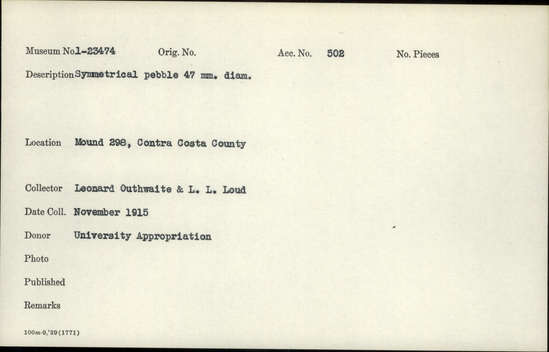 Museum No.1-23474 Orig. No. Acc. No. 502 No. Pieces
Description Symmetrical pebble 47 mm. diam.
Location Mound 298, Contra Costa County
Collector Leonard Outhwaite & L. L. Loud
Date Coll. November 1915
Donor University Appropriation
Photo
Published
Remarks
100m-9,'39(1771)